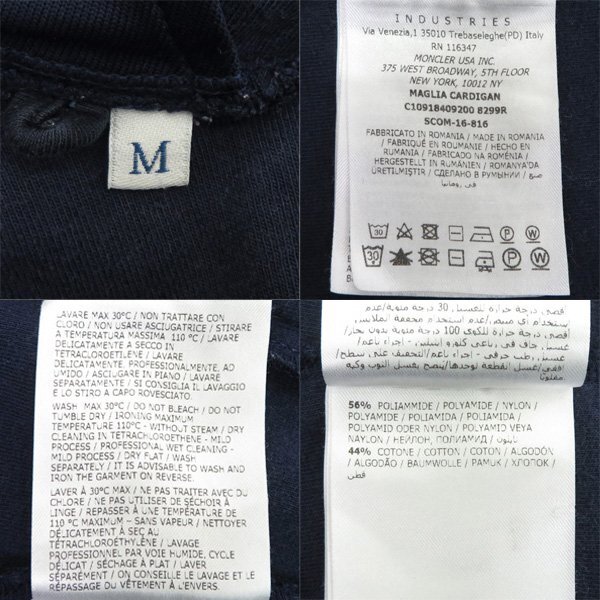 M
INDUSTRIES
Via Venezia,1 35010 Trebaseleghe(PD) Italy
RN 116347
MONCLER USA INC.
375 WEST BROADWAY, 5TH FLOOR
NEW YORK, 10012 NY
MAGLIA CARDIGAN
C10918409200 8299R
SCOM-16-816
FABBRICATO IN ROMANIA / MADE IN ROMANIA
/ FABRIQUÉ EN ROUMANIE / HECHO EN
RUMANIA / FABRICADO NA ROMÉNIA /
HERGESTELLT IN RUMÄNIEN / ROMANYA'DA
ÜRETILMIŞTIR / СДЕЛАНО В РУМЫНИИ / صنع
في رومانيا
30 P W
30 P W
LAVARE MAX 30°C / NON TRATTARE CON
CLORO / NON USARE ASCIUGATRICE / STIRARE
A TEMPERATURA MASSIMA 110 °C / LAVARE
DELICATAMENTE A SECCO IN
TETRACLOROETILENE / LAVARE
DELICATAMENTE, PROFESSIONALMENTE, AD
UMIDO / ASCIUGARE IN PIANO / LAVARE
SEPARATAMENTE / SI CONSIGLIA IL LAVAGGIO
E LO STIRO A CAPO ROVESCIATO.
WASH MAX 30°C / DO NOT BLEACH / DO NOT
TUMBLE DRY / IRONING MAXIMUM
TEMPERATURE 110°C - WITHOUT STEAM / DRY
CLEANING IN TETRACHLOROETHENE - MILD
PROCESS / PROFESSIONAL WET CLEANING -
MILD PROCESS / DRY FLAT / WASH
SEPARATELY / IT IS ADVISABLE TO WASH AND
IRON THE GARMENT ON REVERSE.
LAVER À 30°C MAX / NE PAS TRAITER AVEC DU
CHLORE / NE PAS UTILISER DE SÉCHOIR À
LINGE / REPASSER À UNE TEMPÉRATURE DE
110 °C MAXIMUM – SANS VAPEUR / NETTOYER
DÉLICATEMENT À SEC AU
TÉTRACHLOROÉTHYLÈNE / LAVAGE
PROFESSIONNEL PAR VOIE HUMIDE, CYCLE
DÉLICAT / SÉCHAGE À PLAT / LAVER
SÉPARÉMENT / ON CONSEILLE LE LAVAGE ET LE
REPASSAGE DU VÊTEMENT À L'ENVERS.
56% POLIAMMIDE / POLYAMIDE / NYLON /
POLYAMIDE / POLIAMIDA / POLIAMIDA /
POLYAMID ODER NYLON / POLYAMID VEYA
NAYLON / НЕЙЛОН, ПОЛИАМИД / نايلون
44% COTONE / COTTON / COTON / ALGODÓN
/ ALGODÃO / BAUMWOLLE / PAMUK / ХЛОПОК /
قطن